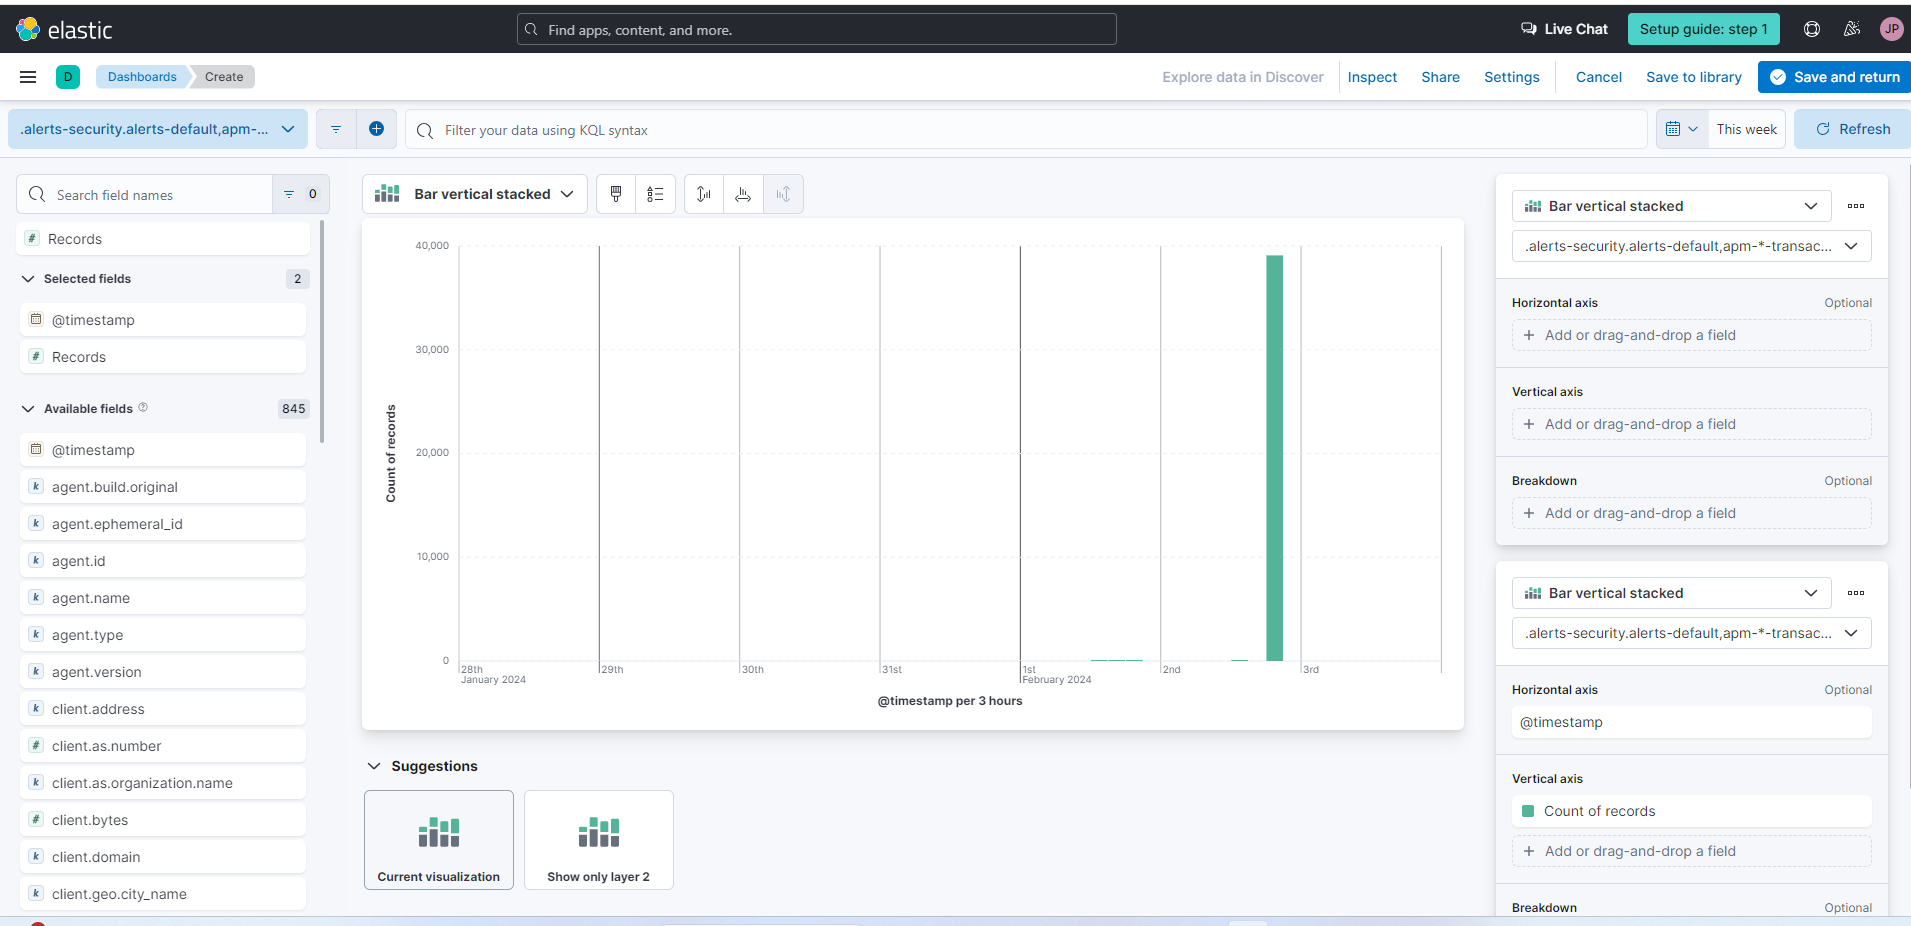 elastic
Find apps, content, and more.
Live Chat
Setup guide: step 1
JP
D
Dashboards
Create
Explore data in Discover
Inspect
Share
Settings
Cancel
Save to library
Save and return
.alerts-security.alerts-default,apm-...
Filter your data using KQL syntax
This week
Refresh
Search field names
0
# Records
Selected fields
2
@timestamp
# Records
Available fields
845
@timestamp
k agent.build.original
k agent.ephemeral_id
k agent.id
k agent.name
k agent.type
k agent.version
k client.address
# client.as.number
k client.as.organization.name
# client.bytes
k client.domain
k client.geo.city_name
Bar vertical stacked
40,000
30,000
20,000
10,000
0
Count of records
28th
January 2024
29th
30th
31st
1st
February 2024
2nd
3rd
@timestamp per 3 hours
Suggestions
Current visualization
Show only layer 2
Bar vertical stacked
.alerts-security.alerts-default,apm-*-transac...
Horizontal axis
Optional
+ Add or drag-and-drop a field
Vertical axis
+ Add or drag-and-drop a field
Breakdown
Optional
+ Add or drag-and-drop a field
Bar vertical stacked
.alerts-security.alerts-default,apm-*-transac...
Horizontal axis
Optional
@timestamp
Vertical axis
Count of records
+ Add or drag-and-drop a field
Breakdown
Optional